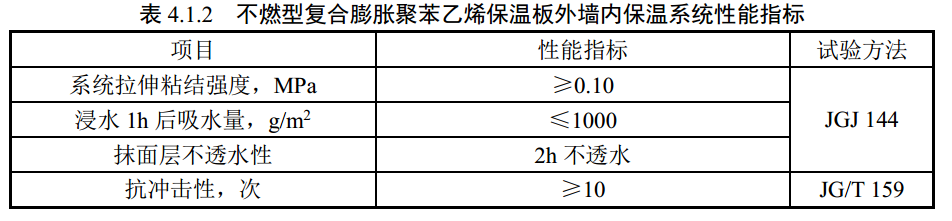 表 4.1.2 不燃型复合膨胀聚苯乙烯保温板外墙内保温系统性能指标
项目 性能指标 试验方法
系统拉伸粘结强度，MPa ≥0.10
浸水 1h 后吸水量，g/m² ≤1000 JGJ 144
抹面层不透水性 2h 不透水
抗冲击性，次 ≥10 JG/T 159